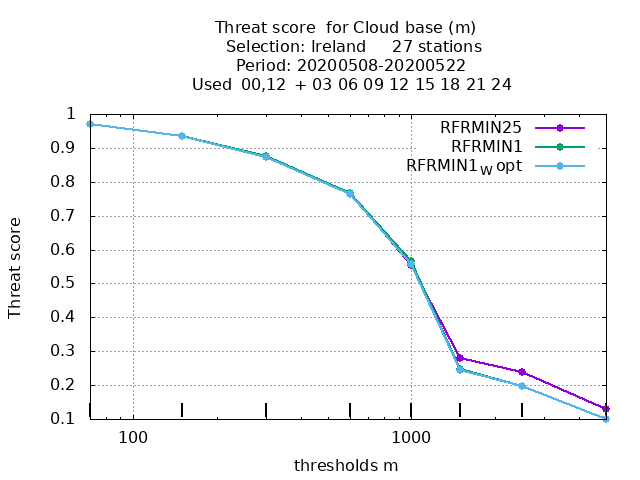 Threat score for Cloud base (m)
Selection: Ireland 27 stations
Period: 20200508-20200522
Used 00,12 + 03 06 09 12 15 18 21 24
RFRMIN25
RFRMIN1
RFRMIN1W opt
1
0.9
0.8
0.7
0.6
0.5
0.4
0.3
0.2
0.1
Threat score
100 1000
thresholds m